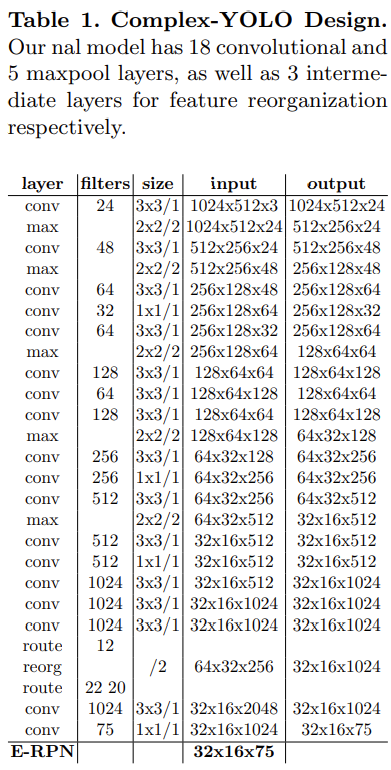 Table 1. Complex-YOLO Design.
Our nal model has 18 convolutional and
5 maxpool layers, as well as 3 interme-
diate layers for feature reorganization
respectively.
layer filters size input output
conv 24 3x3/1 1024x512x3 1024x512x24
max 2x2/2 1024x512x24 512x256x24
conv 48 3x3/1 512x256x24 512x256x48
max 2x2/2 512x256x48 256x128x48
conv 64 3x3/1 256x128x48 256x128x64
conv 32 1x1/1 256x128x64 256x128x32
conv 64 3x3/1 256x128x32 256x128x64
max 2x2/2 256x128x64 128x64x64
conv 128 3x3/1 128x64x64 128x64x128
conv 64 3x3/1 128x64x128 128x64x64
conv 128 3x3/1 128x64x64 128x64x128
max 2x2/2 128x64x128 64x32x128
conv 256 3x3/1 64x32x128 64x32x256
conv 256 1x1/1 64x32x256 64x32x256
conv 512 3x3/1 64x32x256 64x32x512
max 2x2/2 64x32x512 32x16x512
conv 512 3x3/1 32x16x512 32x16x512
conv 512 1x1/1 32x16x512 32x16x512
conv 1024 3x3/1 32x16x512 32x16x1024
conv 1024 3x3/1 32x16x1024 32x16x1024
conv 1024 3x3/1 32x16x1024 32x16x1024
route 12
reorg /2 64x32x256 32x16x1024
route 22 20
conv 1024 3x3/1 32x16x2048 32x16x1024
conv 75 1x1/1 32x16x1024 32x16x75
E-RPN 32x16x75